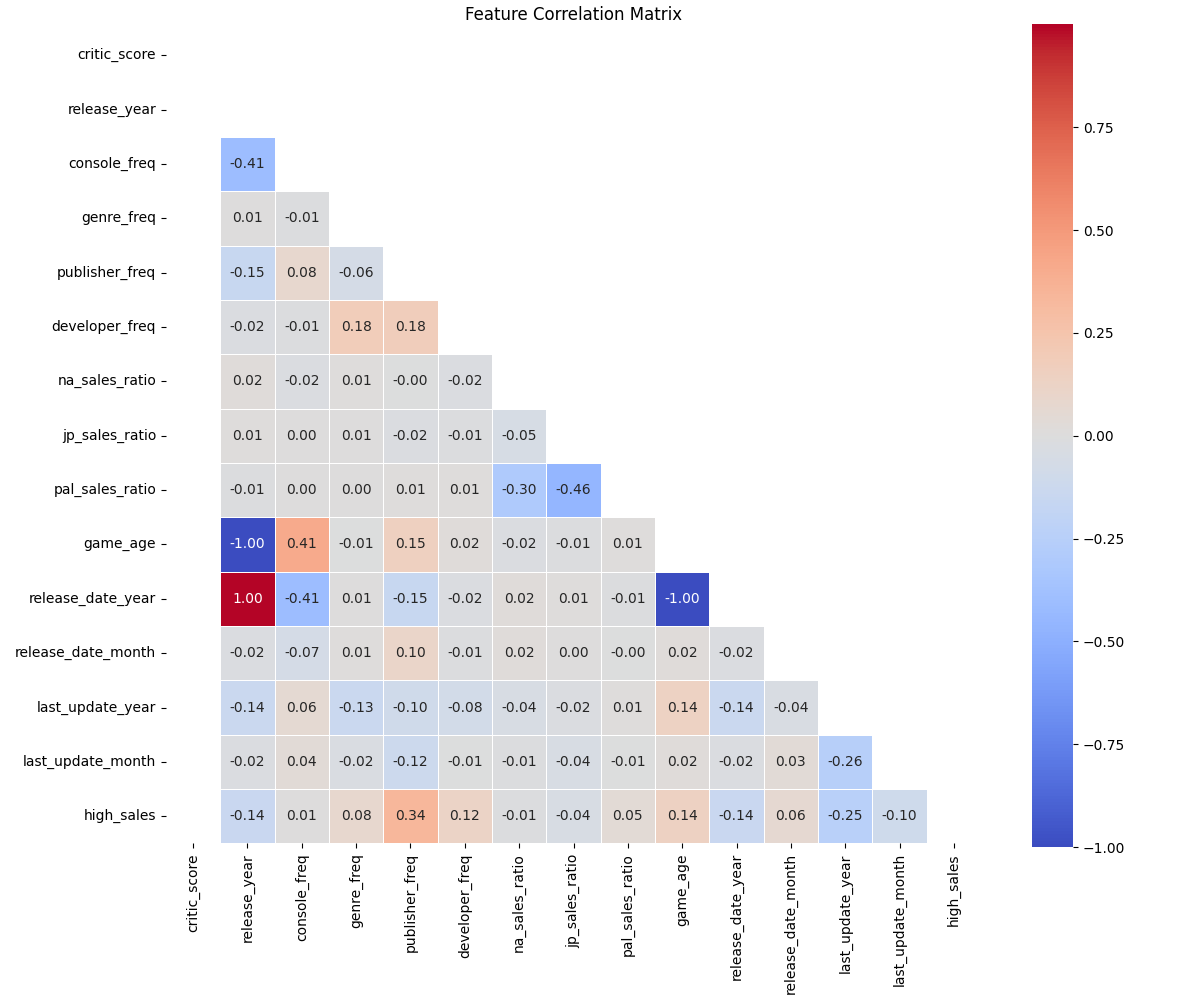 Feature Correlation Matrix
critic_score
release_year
console_freq -0.41
genre_freq 0.01 -0.01
publisher_freq -0.15 0.08 -0.06
developer_freq -0.02 -0.01 0.18 0.18
na_sales_ratio 0.02 -0.02 0.01 -0.00 -0.02
jp_sales_ratio 0.01 0.00 0.01 -0.02 -0.01 -0.05
pal_sales_ratio -0.01 0.00 0.00 0.01 0.01 -0.30 -0.46
game_age -1.00 0.41 -0.01 0.15 0.02 -0.02 -0.01 0.01
release_date_year 1.00 -0.41 0.01 -0.15 -0.02 0.02 0.01 -0.01 -1.00
release_date_month -0.02 -0.07 0.01 0.10 -0.01 0.02 0.00 -0.00 0.02 -0.02
last_update_year -0.14 0.06 -0.13 -0.10 -0.08 -0.04 -0.02 0.01 0.14 -0.14 -0.04
last_update_month -0.02 0.04 -0.02 -0.12 -0.01 -0.01 -0.04 -0.01 0.02 -0.02 0.03 -0.26
high_sales -0.14 0.01 0.08 0.34 0.12 -0.01 -0.04 0.05 0.14 -0.14 0.06 -0.25 -0.10
critic_score
release_year
console_freq
genre_freq
publisher_freq
developer_freq
na_sales_ratio
jp_sales_ratio
pal_sales_ratio
game_age
release_date_year
release_date_month
last_update_year
last_update_month
high_sales
0.75
0.50
0.25
0.00
−0.25
−0.50
−0.75
−1.00